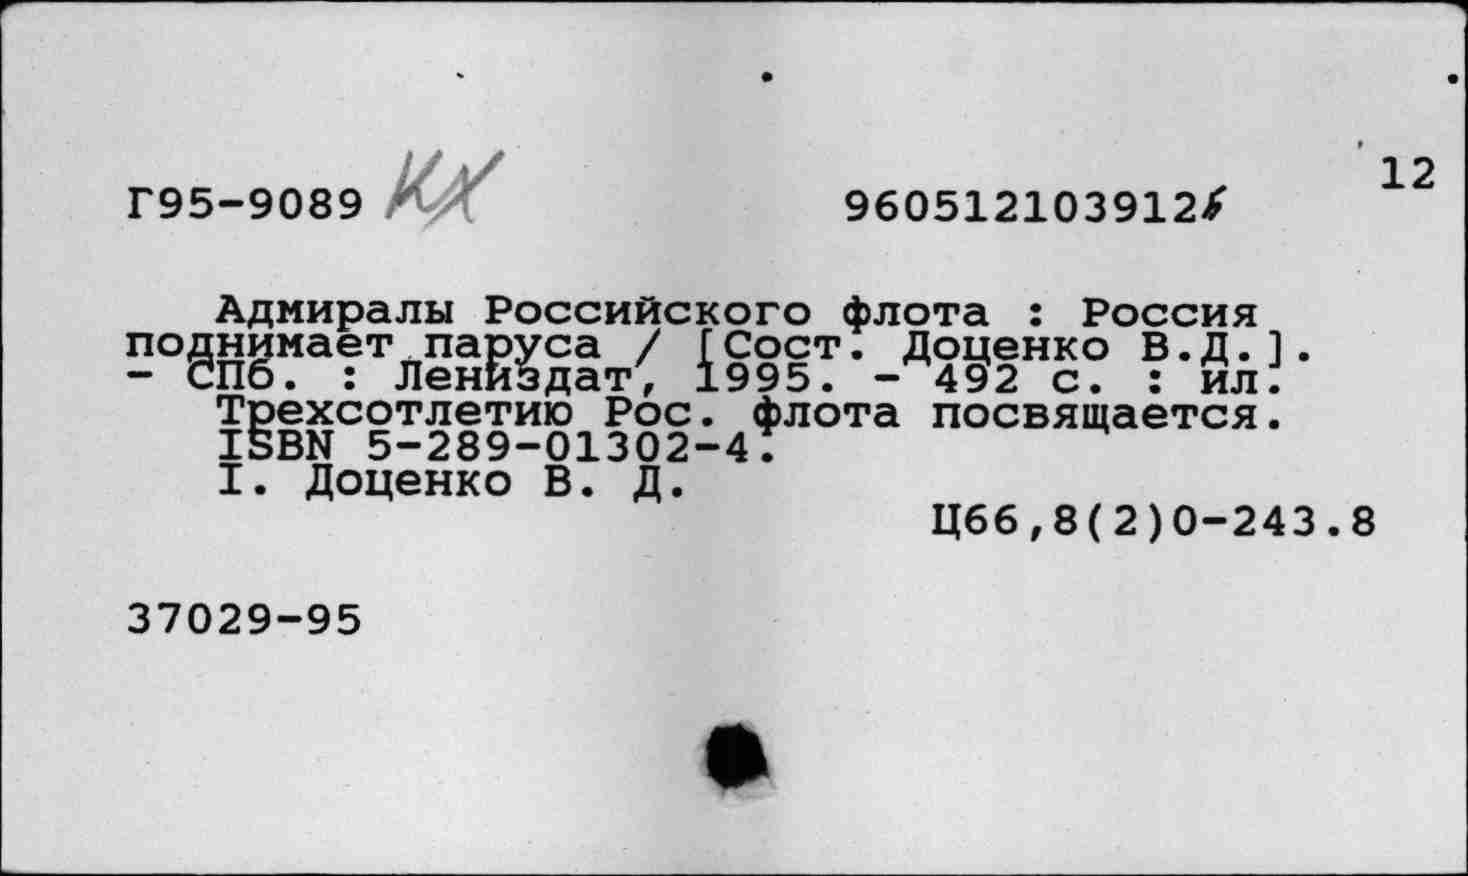 12
Г95-9089 КХ 960512103912/
Адмиралы Российского флота : Россия
поднимает паруса / [Сост. Доценко В.Д.].
- СПб. : Лениздат, 1995. - 492 с. : ил.
Трехсотлетию Рос. флота посвящается.
ISBN 5-289-01302-4.
I. Доценко В. Д.
Ц66,8(2)0-243.8
37029-95